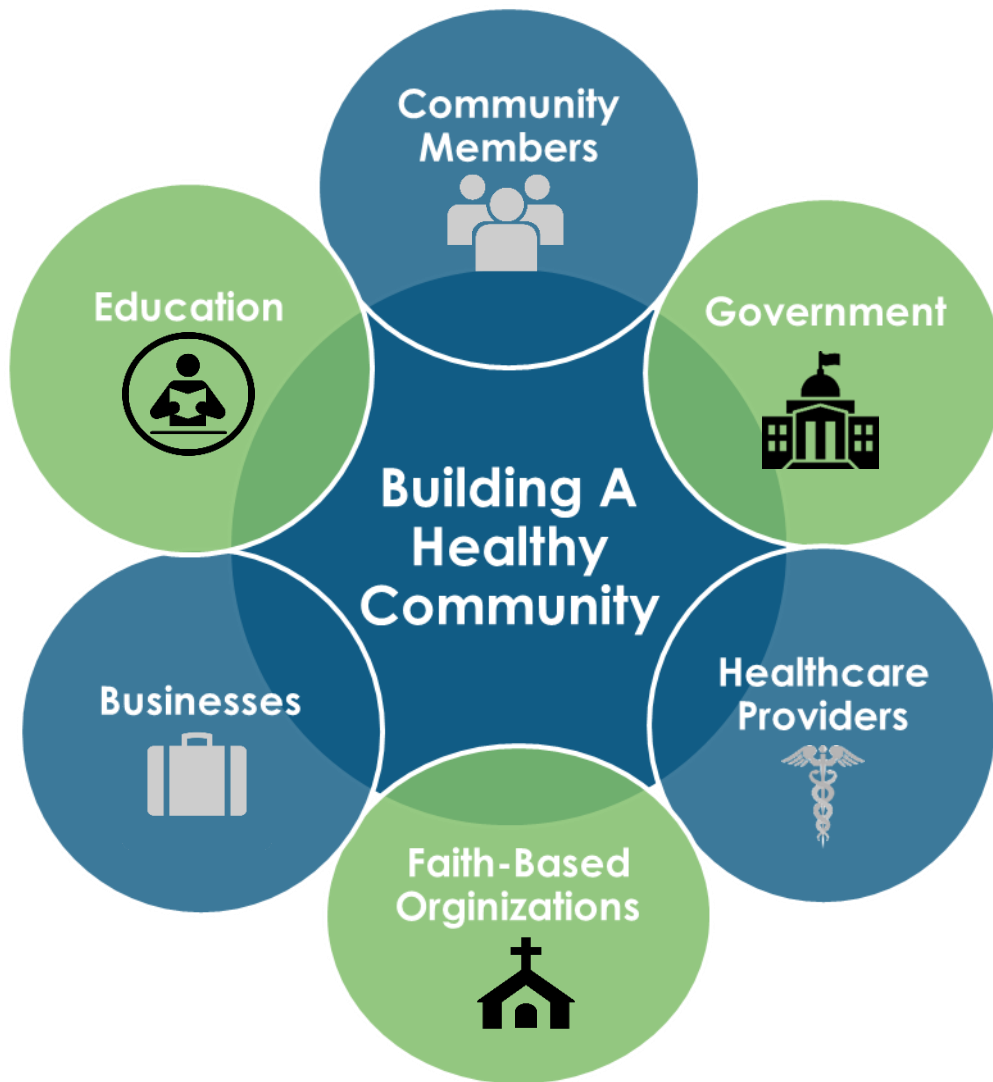 Community
Members
Education
Government
Building A
Healthy
Community
Businesses
Healthcare
Providers
Faith-Based
Orginizations